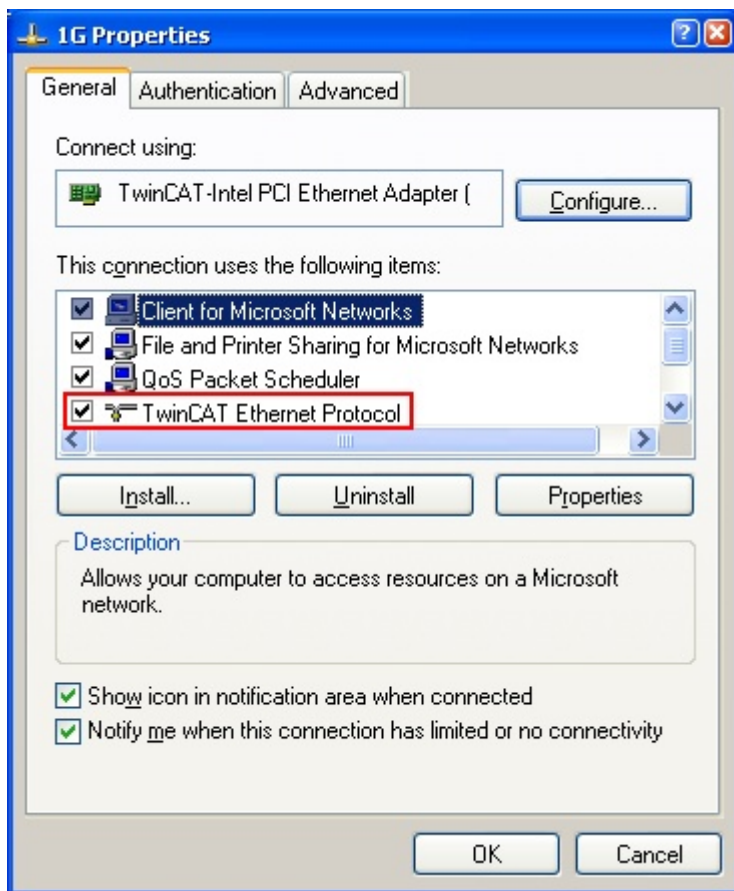 1G Properties
General Authentication Advanced
Connect using:
TwinCAT-Intel PCI Ethernet Adapter (
Configure...
This connection uses the following items:
Client for Microsoft Networks
File and Printer Sharing for Microsoft Networks
QoS Packet Scheduler
TwinCAT Ethernet Protocol
Install... Uninstall Properties
Description
Allows your computer to access resources on a Microsoft
network.
Show icon in notification area when connected
Notify me when this connection has limited or no connectivity
OK Cancel